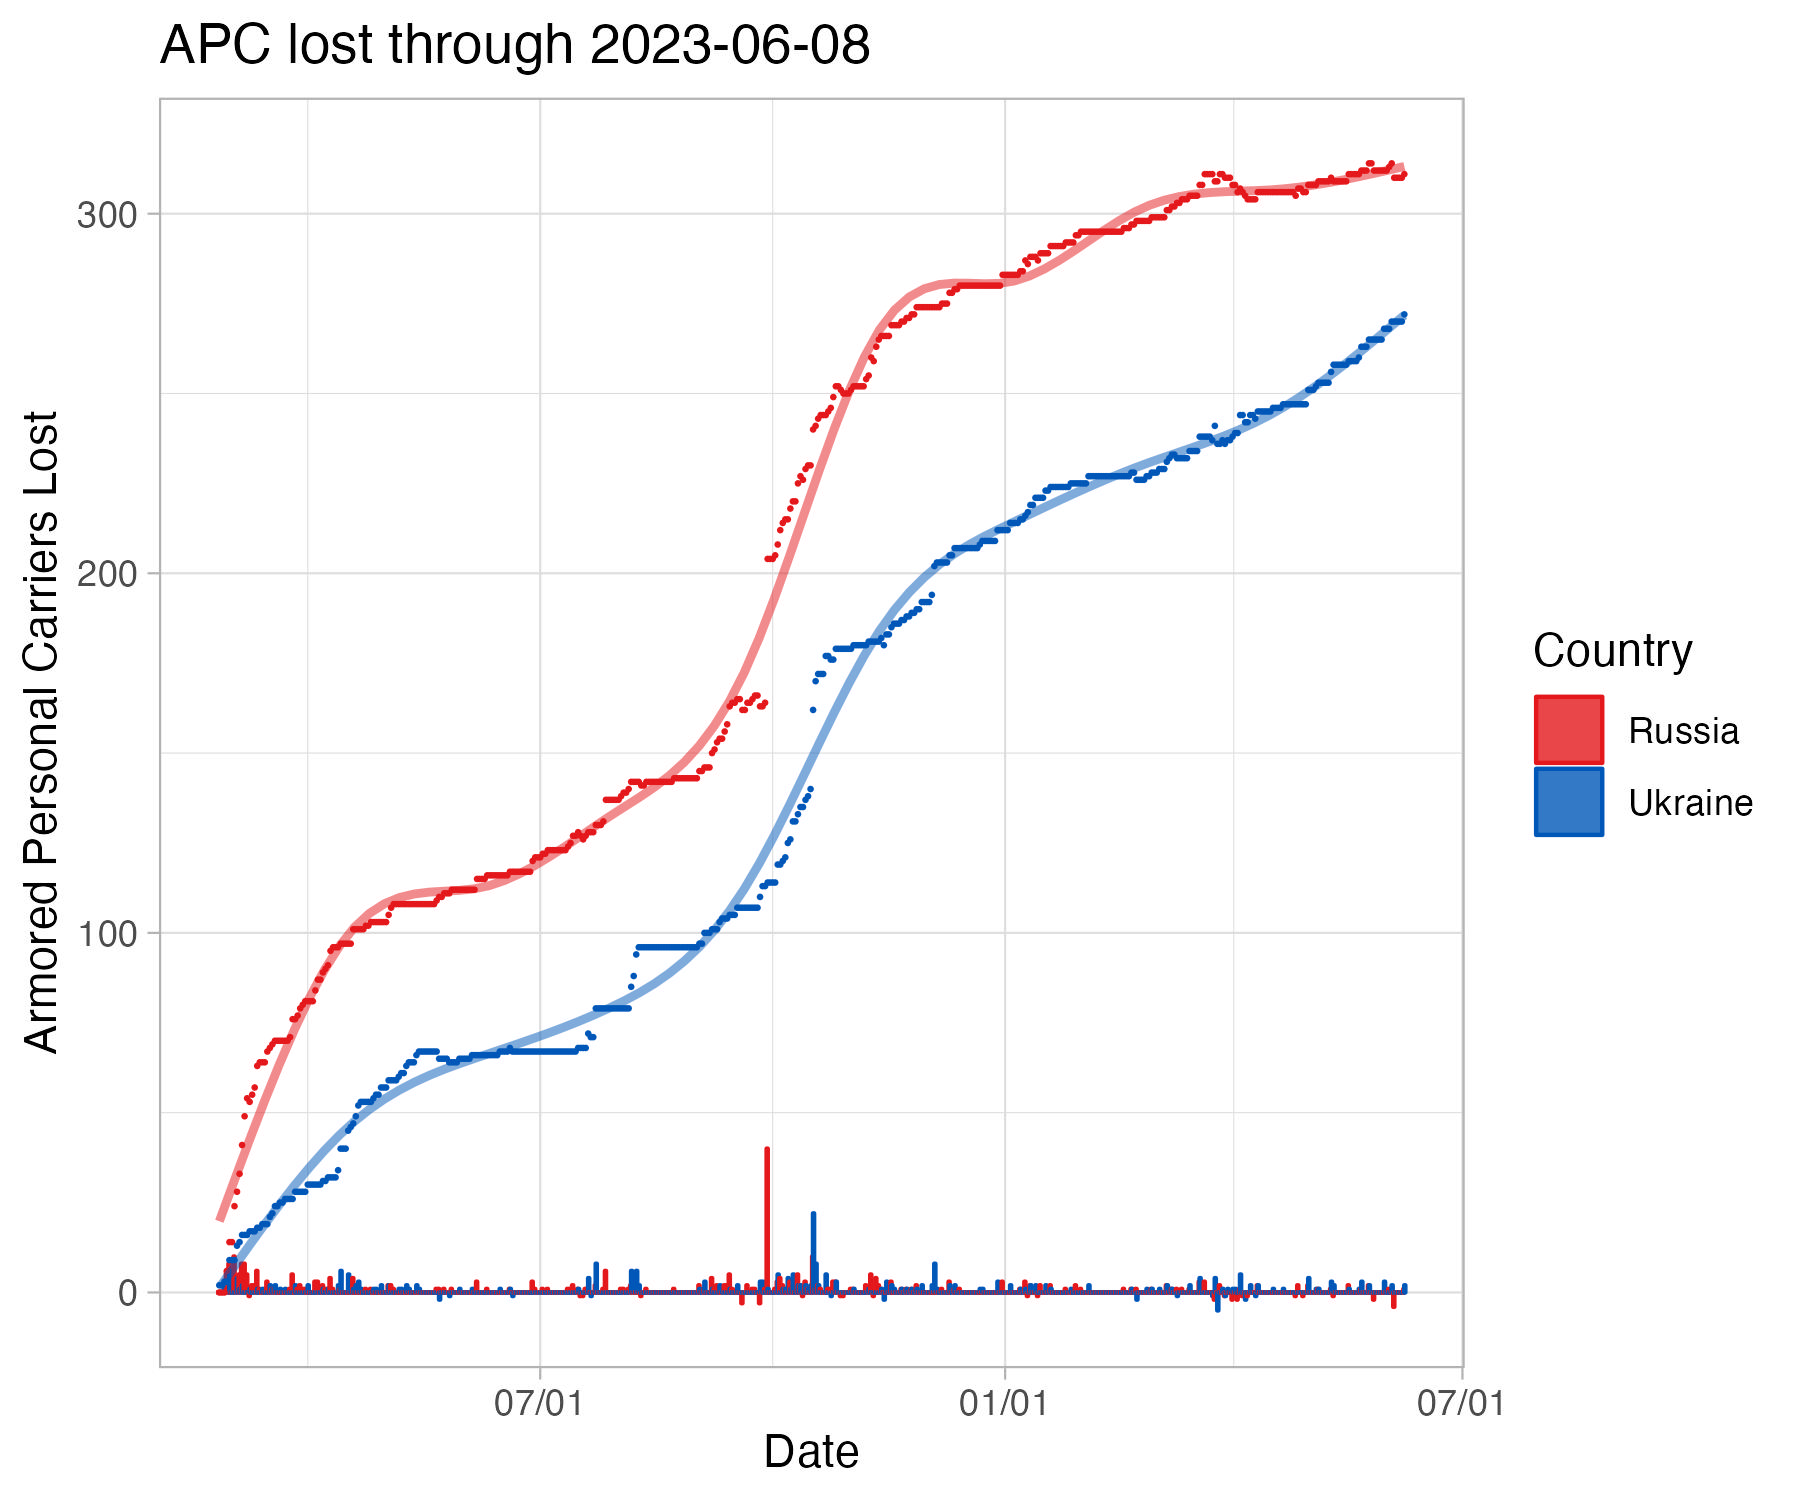 APC lost through 2023-06-08
Armored Personal Carriers Lost
300
200
100
0
07/01
01/01
07/01
Date
Country
Russia
Ukraine